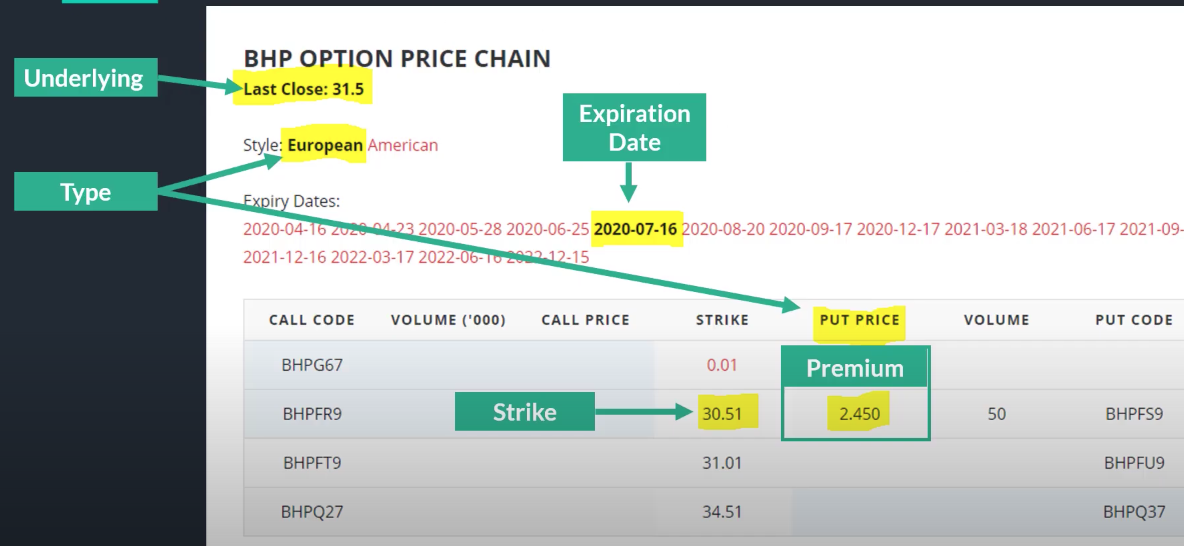 BHP OPTION PRICE CHAIN
Underlying
Last Close: 31.5
Expiration
Date
Style: European American
Type
Expiry Dates:
2020-04-16 2020-04-23 2020-05-28 2020-06-25 2020-07-16 2020-08-20 2020-09-17 2020-12-17 2021-03-18 2021-06-17 2021-09-
2021-12-16 2022-03-17 2022-06-16 2022-12-15
CALL CODE VOLUME ('000) CALL PRICE STRIKE PUT PRICE VOLUME PUT CODE
BHPG67 0.01 Premium
BHPFR9 Strike 30.51 2.450 50 BHPFS9
BHPFT9 31.01 BHPFU9
BHPQ27 34.51 BHPQ37